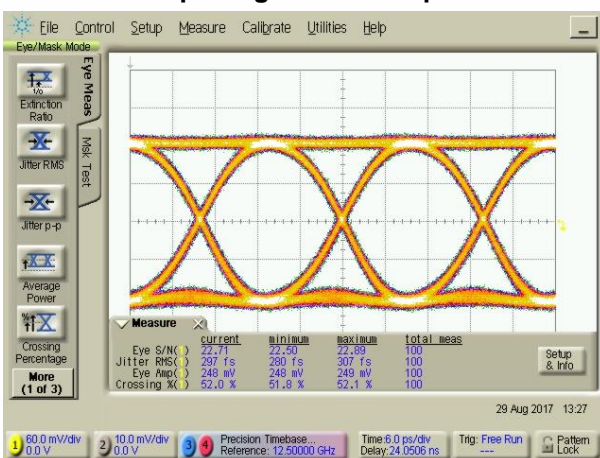 File Control Setup Measure Calibrate Utilities Help
Eye/Mask Mode
Eye Meas
Msk Test
Extinction
Ratio
Jitter RMS
Jitter p-p
Average
Power
Crossing
Percentage
More
(1 of 3)
Measure
current minimum maximum total meas
Eye S/N(1) 22.71 22.50 22.89 100
Jitter RMS(1) 297 fs 280 fs 307 fs 100
Eye Amp(1) 248 mV 248 mV 249 mV 100
Crossing %(1) 52.0 % 51.8 % 52.1 % 100
Setup
& Info
29 Aug 2017 13:27
1 60.0 mV/div
0.0 V
2 10.0 mV/div
0.0 V
3 4 Precision Timebase...
Reference: 12.50000 GHz
Time:6.0 ps/div
Delay:24.0506 ns
Trig: Free Run
---
Pattern
Lock